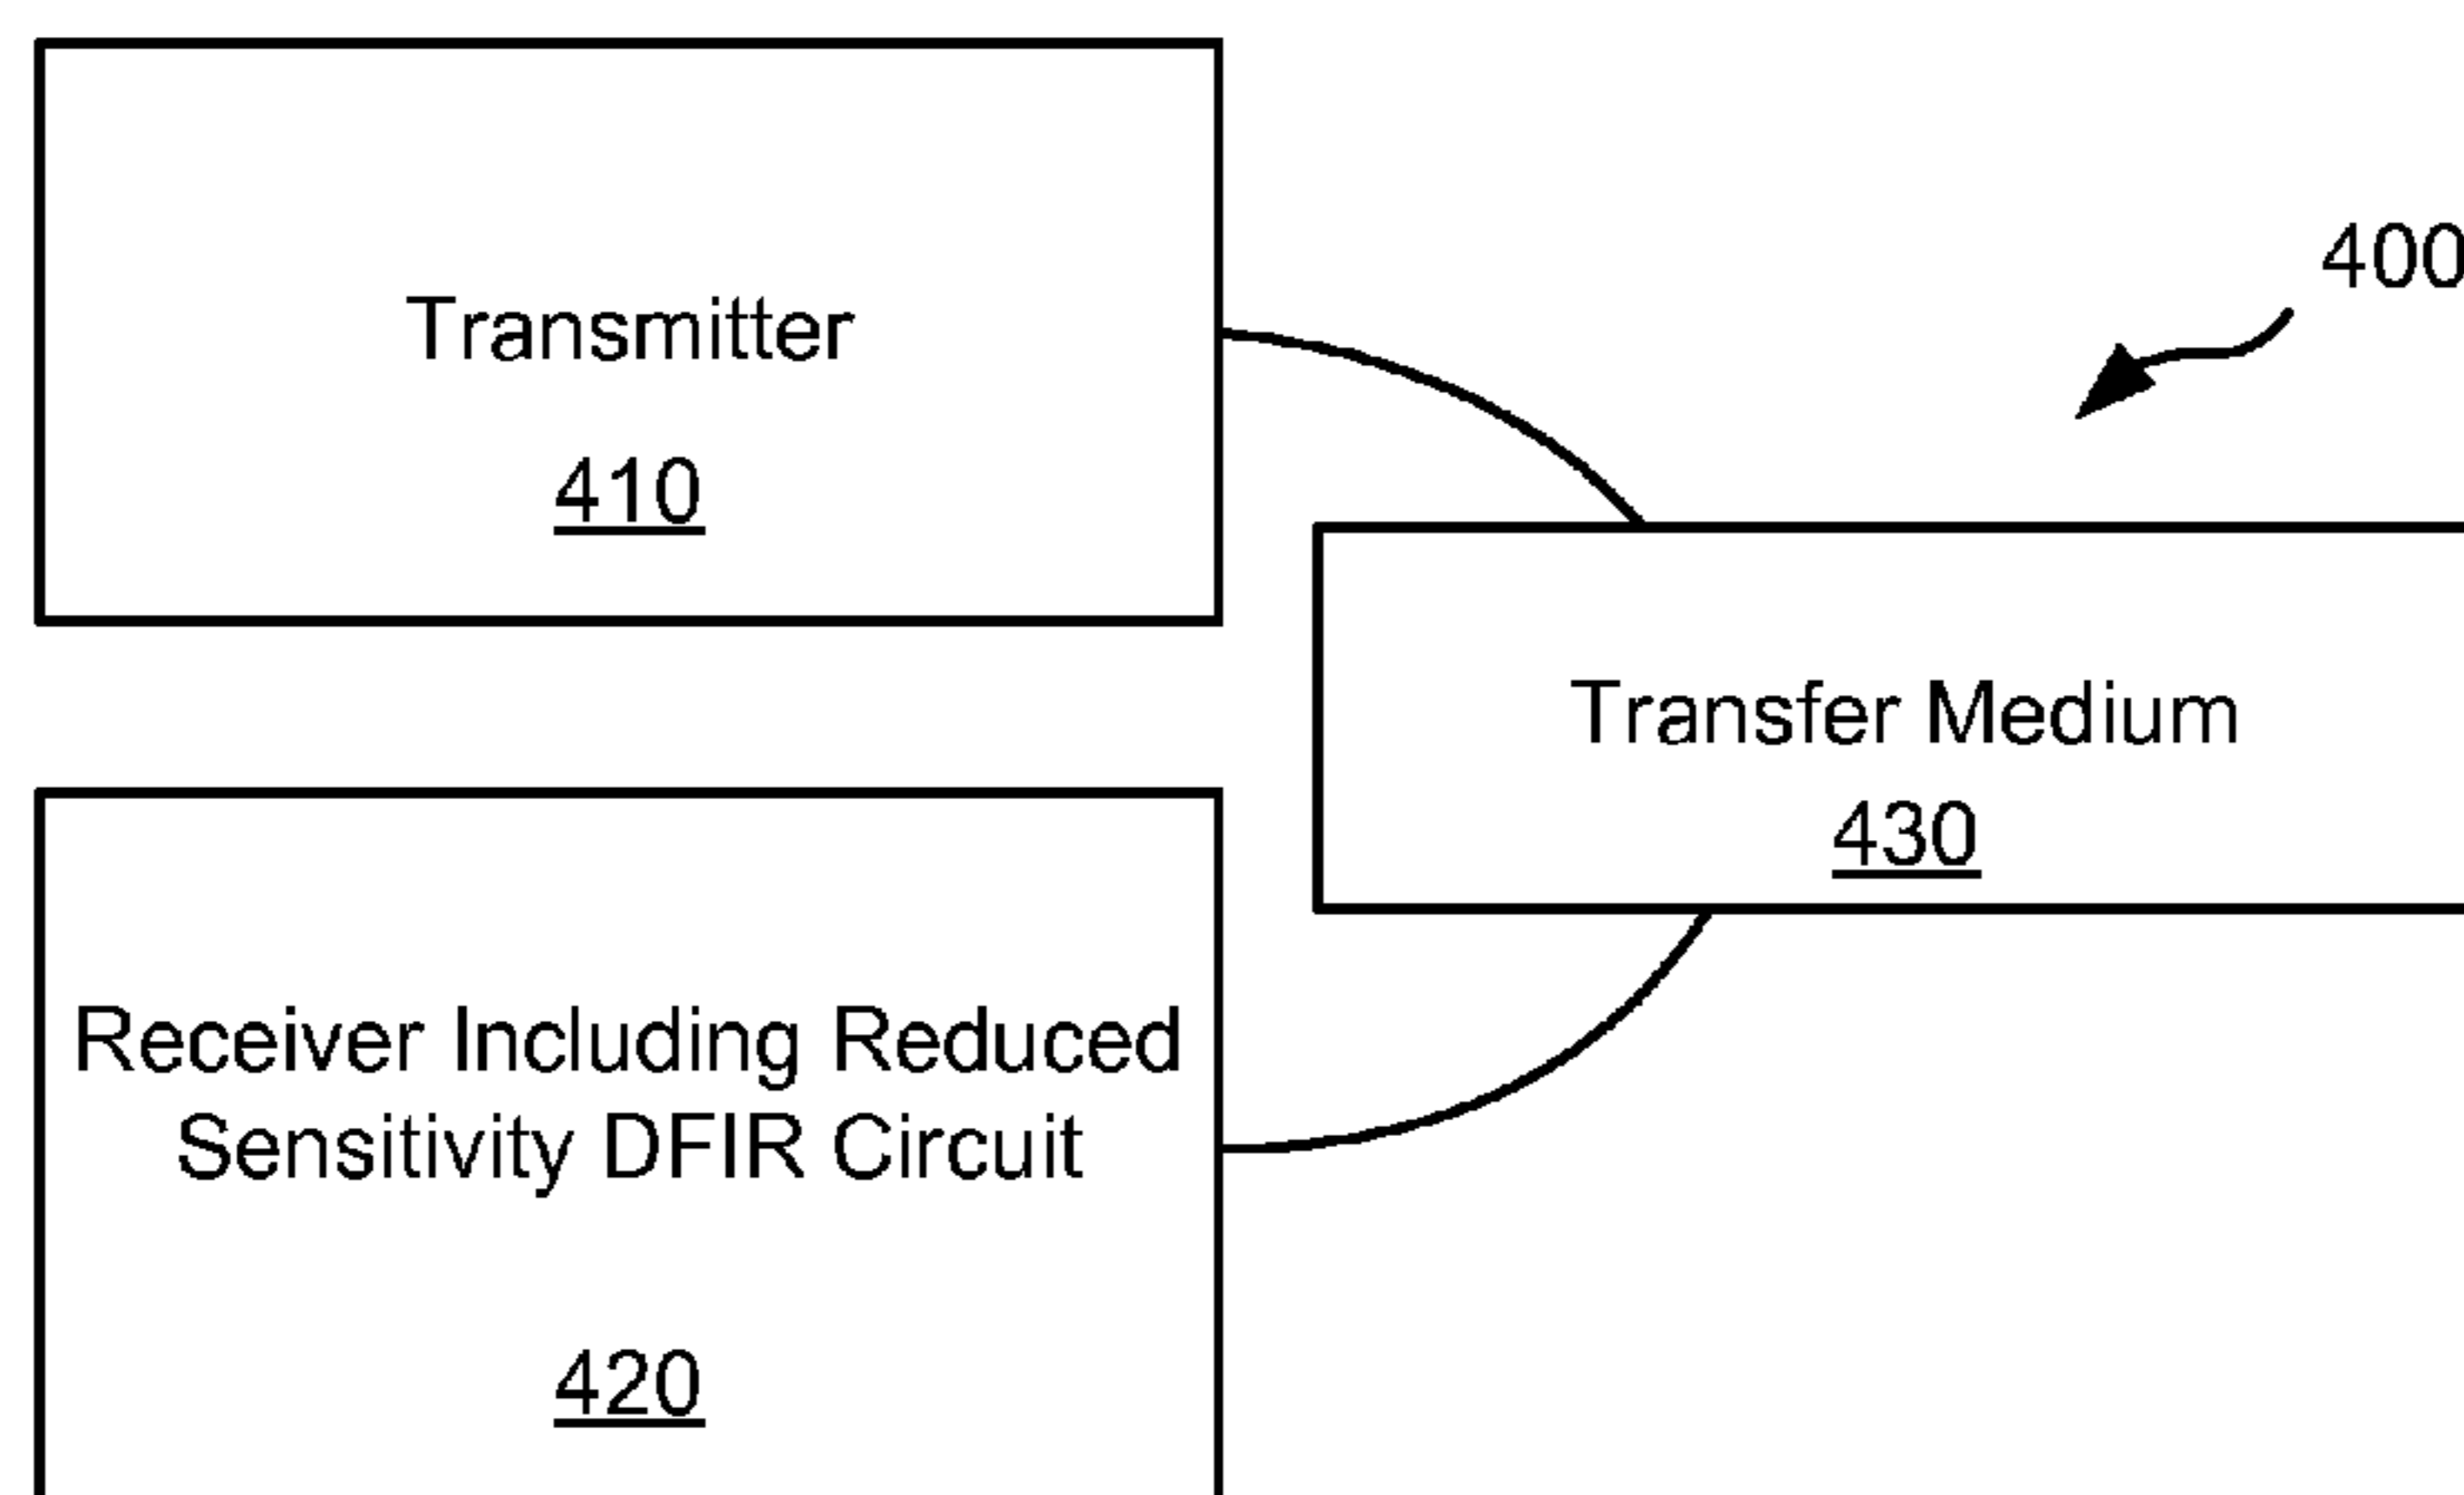 Transmitter
410
400
Transfer Medium
430
Receiver Including Reduced
Sensitivity DFIR Circuit
420